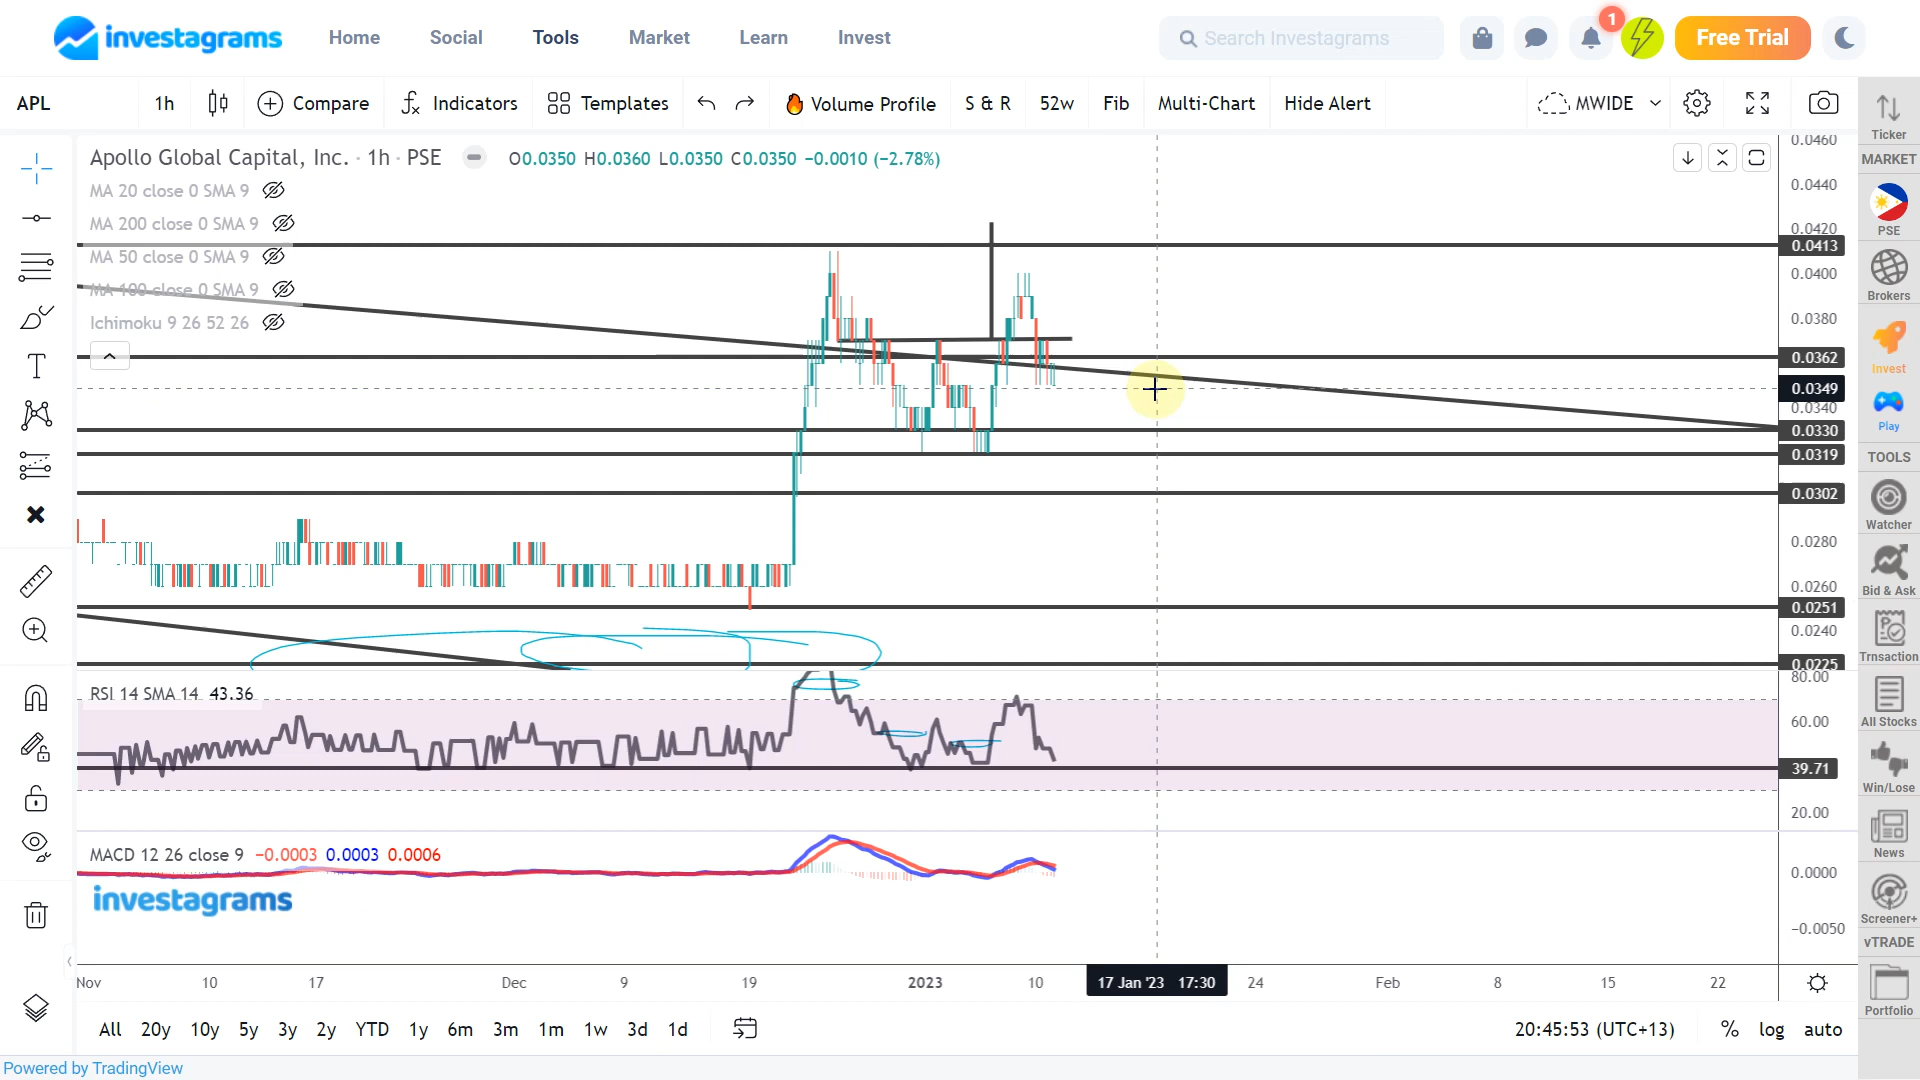 investagrams Home Social Tools Market Learn Invest Search Investagrams 1 Free Trial
APL 1h Compare Indicators Templates Volume Profile S & R 52w Fib Multi-Chart Hide Alert MWIDE
Apollo Global Capital, Inc. · 1h · PSE O0.0350 H0.0360 L0.0350 C0.0350 −0.0010 (−2.78%)
MA 20 close 0 SMA 9
MA 200 close 0 SMA 9
MA 50 close 0 SMA 9
MA 100 close 0 SMA 9
Ichimoku 9 26 52 26
0.0460
0.0440
0.0420
0.0413
0.0400
0.0380
0.0362
0.0349
0.0340
0.0330
0.0319
0.0302
0.0280
0.0260
0.0251
0.0240
0.0225
RSI 14 SMA 14 43.36
80.00
60.00
39.71
20.00
MACD 12 26 close 9 −0.0003 0.0003 0.0006
0.0000
−0.0050
investagrams
Nov 10 17 Dec 9 19 2023 10 17 Jan '23 17:30 24 Feb 8 15 22
All 20y 10y 5y 3y 2y YTD 1y 6m 3m 1m 1w 3d 1d 20:45:53 (UTC+13) % log auto
Powered by TradingView
Ticker
MARKET
PSE
Brokers
Invest
Play
TOOLS
Watcher
Bid & Ask
Trnsaction
All Stocks
Win/Lose
News
Screener+
vTRADE
Portfolio